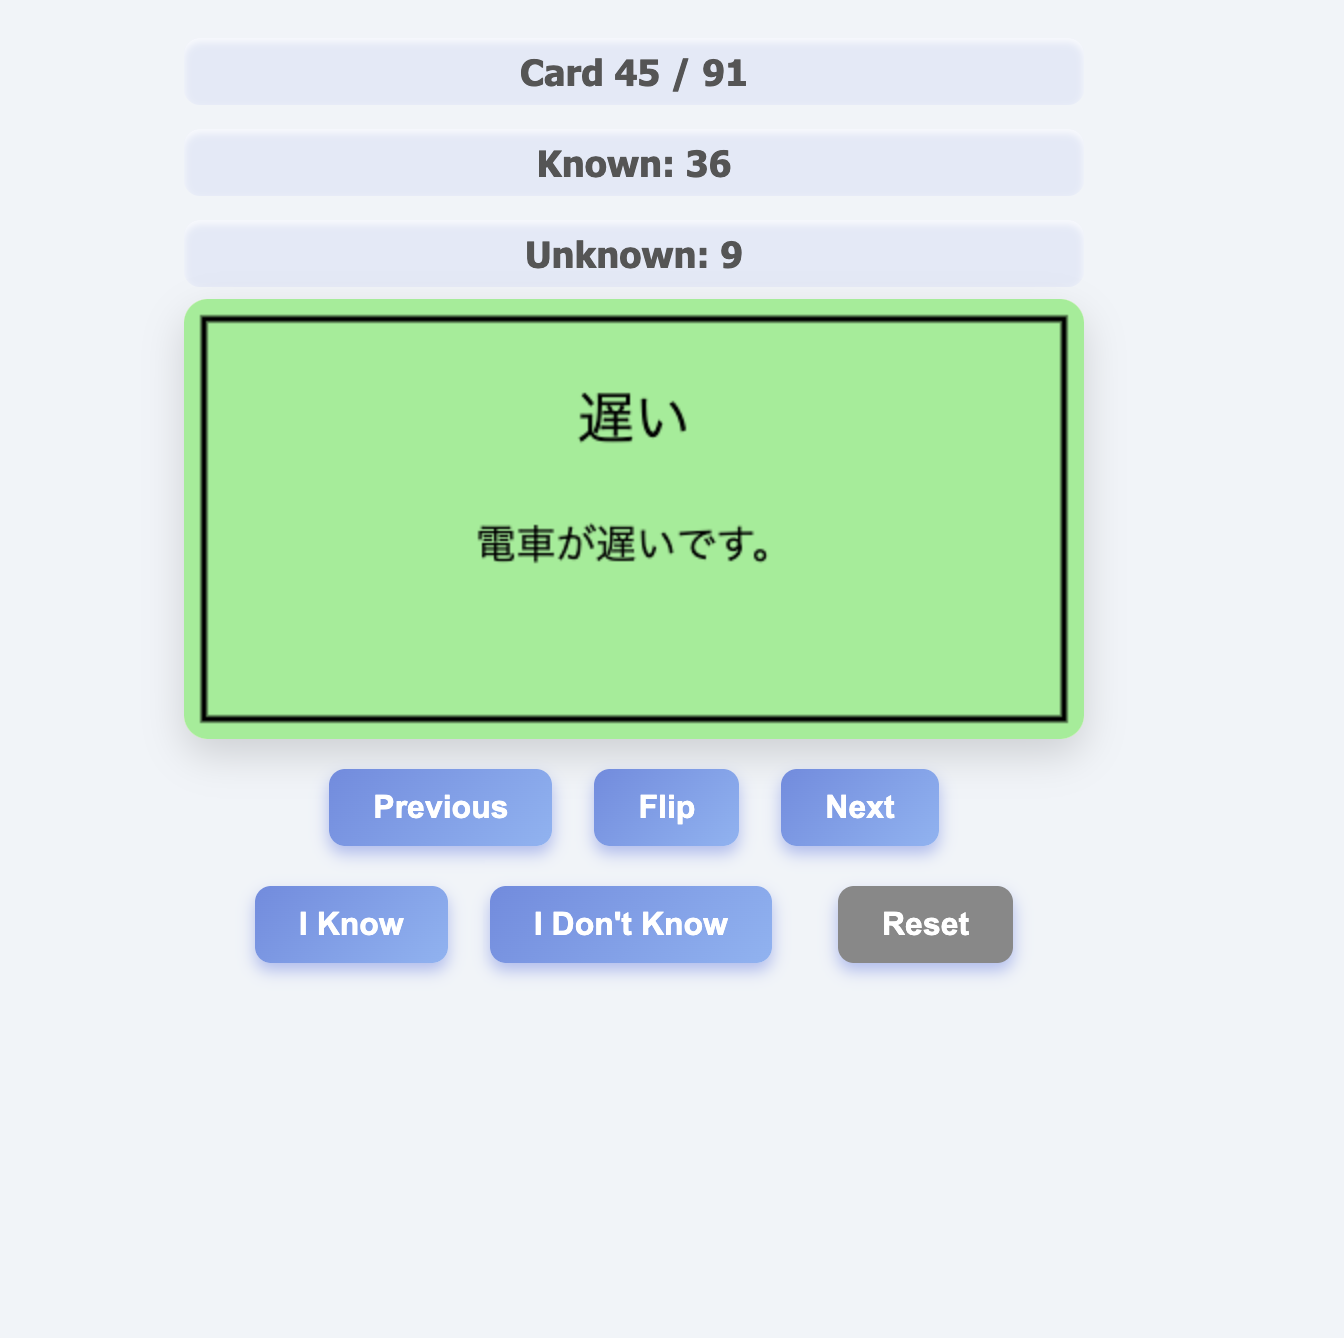 Card 45 / 91
Known: 36
Unknown: 9
遅い
電車が遅いです。
Previous
Flip
Next
I Know
I Don't Know
Reset